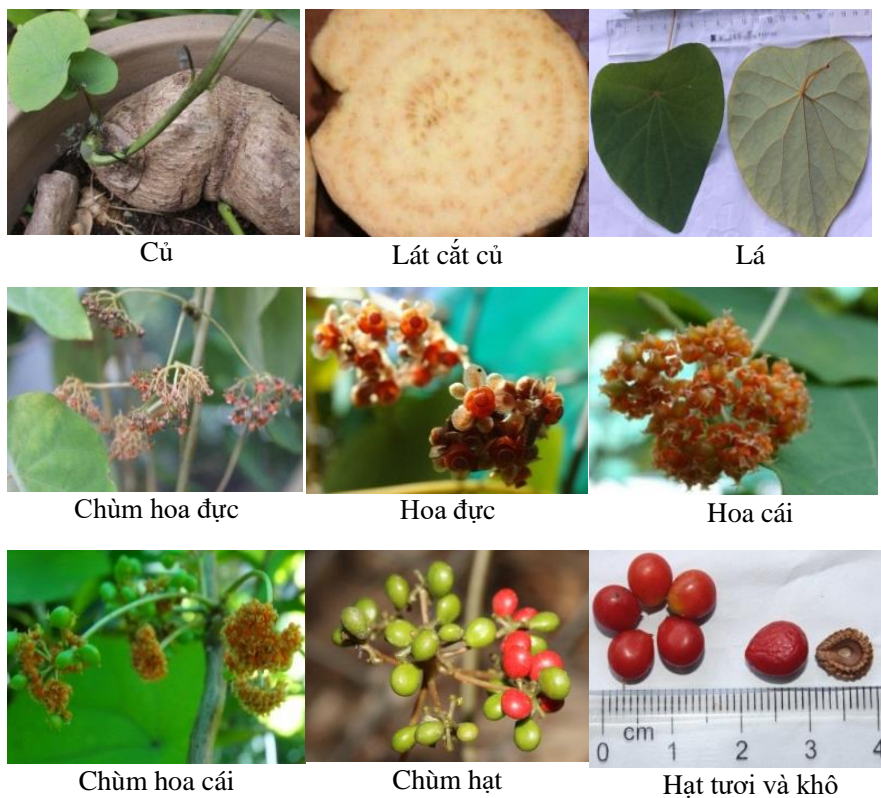 Củ
Lát cắt củ
Lá
Chùm hoa đực
Hoa đực
Hoa cái
cm
0 1 2 3 4
Chùm hoa cái
Chùm hạt
Hạt tươi và khô